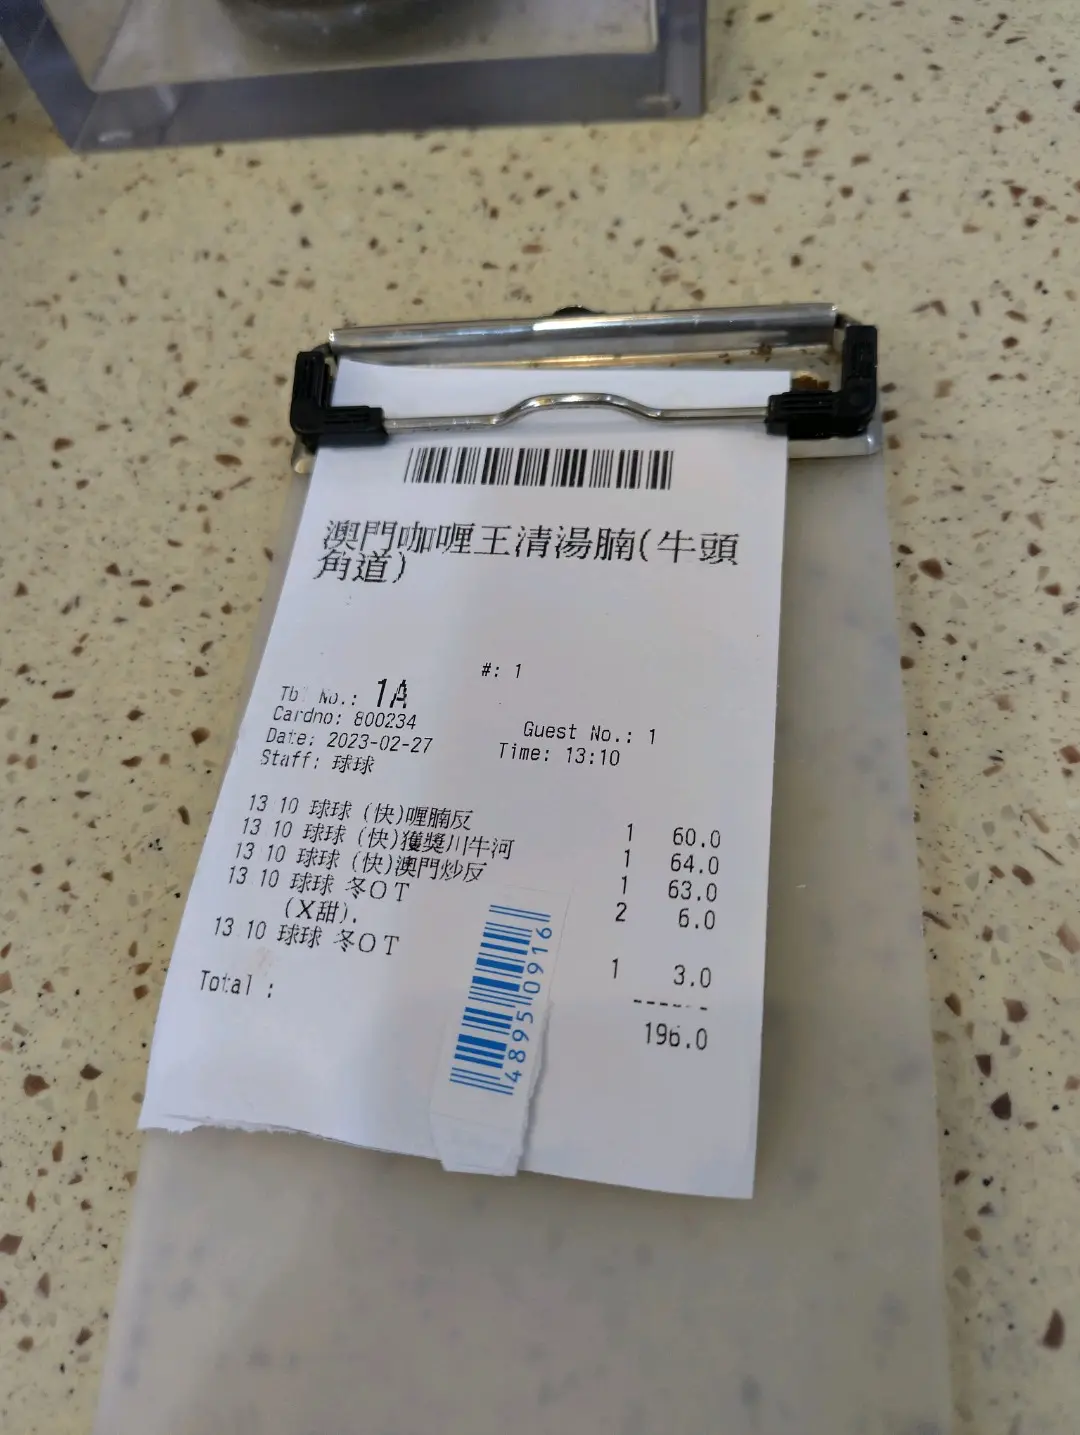 澳門咖喱王清湯腩(牛頭
角道)
#: 1
Tbl No.: 1A
Cardno: 800234
Guest No.: 1
Date: 2023-02-27
Time: 13:10
Staff: 球球
13 10 球球 (快)喱腩反 1 60.0
13 10 球球 (快)獲獎川牛河 1 64.0
13 10 球球 (快)澳門炒反 1 63.0
13 10 球球 冬OT 2 6.0
(X甜).
13 10 球球 冬OT 1 3.0
------
Total : 196.0
4895 0916